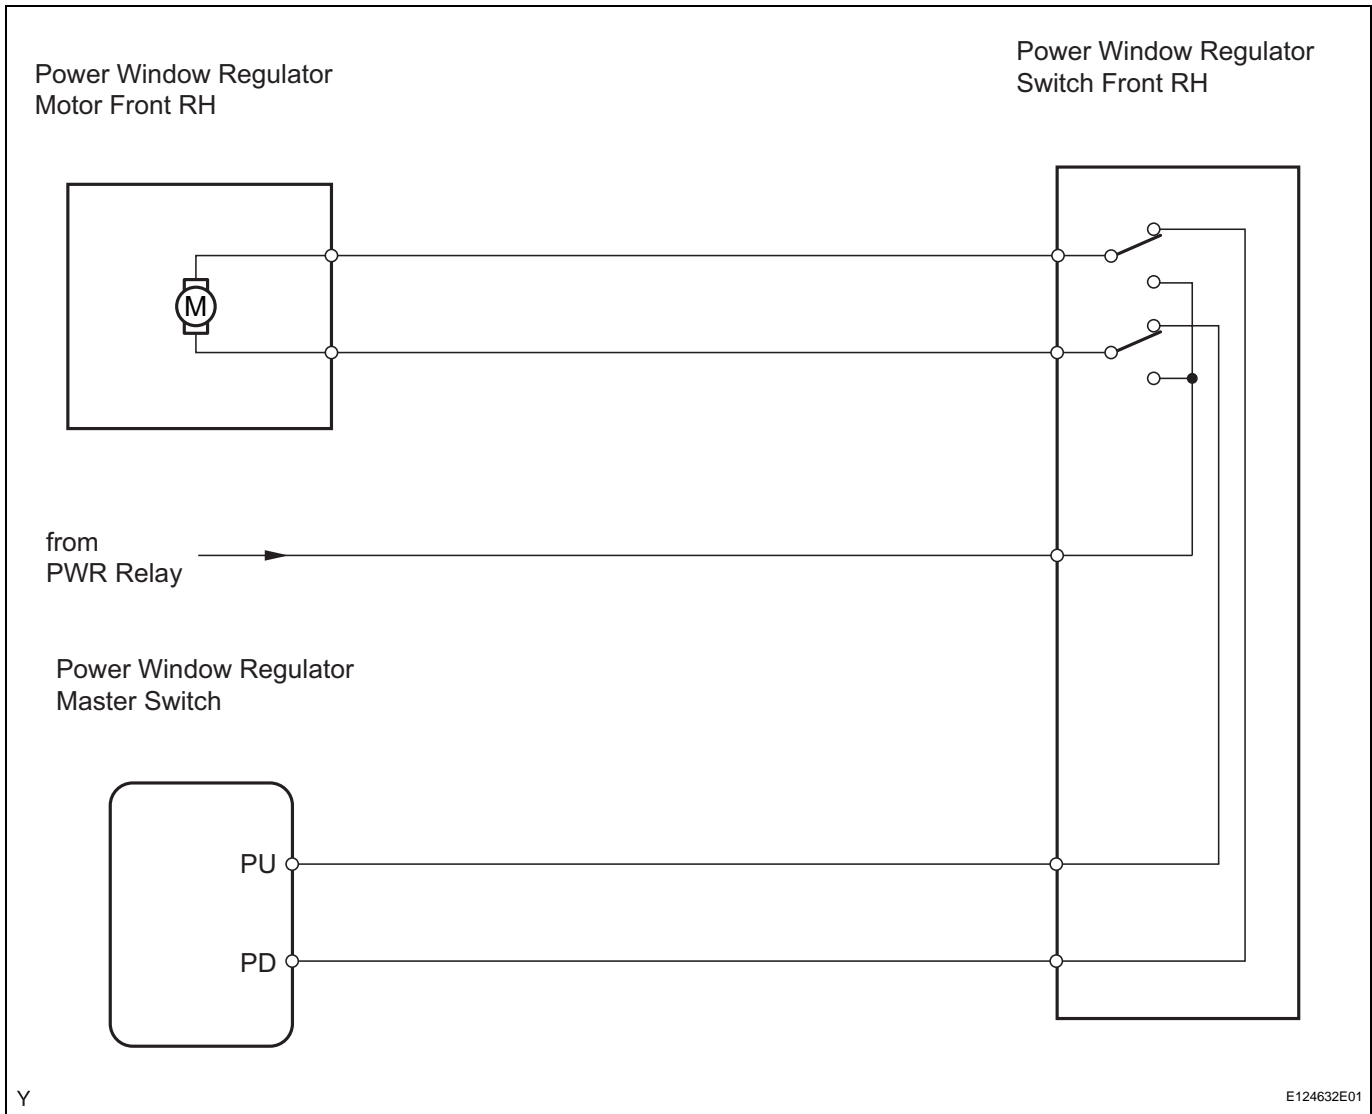 Power Window Regulator
Motor Front RH
Power Window Regulator
Switch Front RH
M
from
PWR Relay
Power Window Regulator
Master Switch
PU
PD
Y
E124632E01